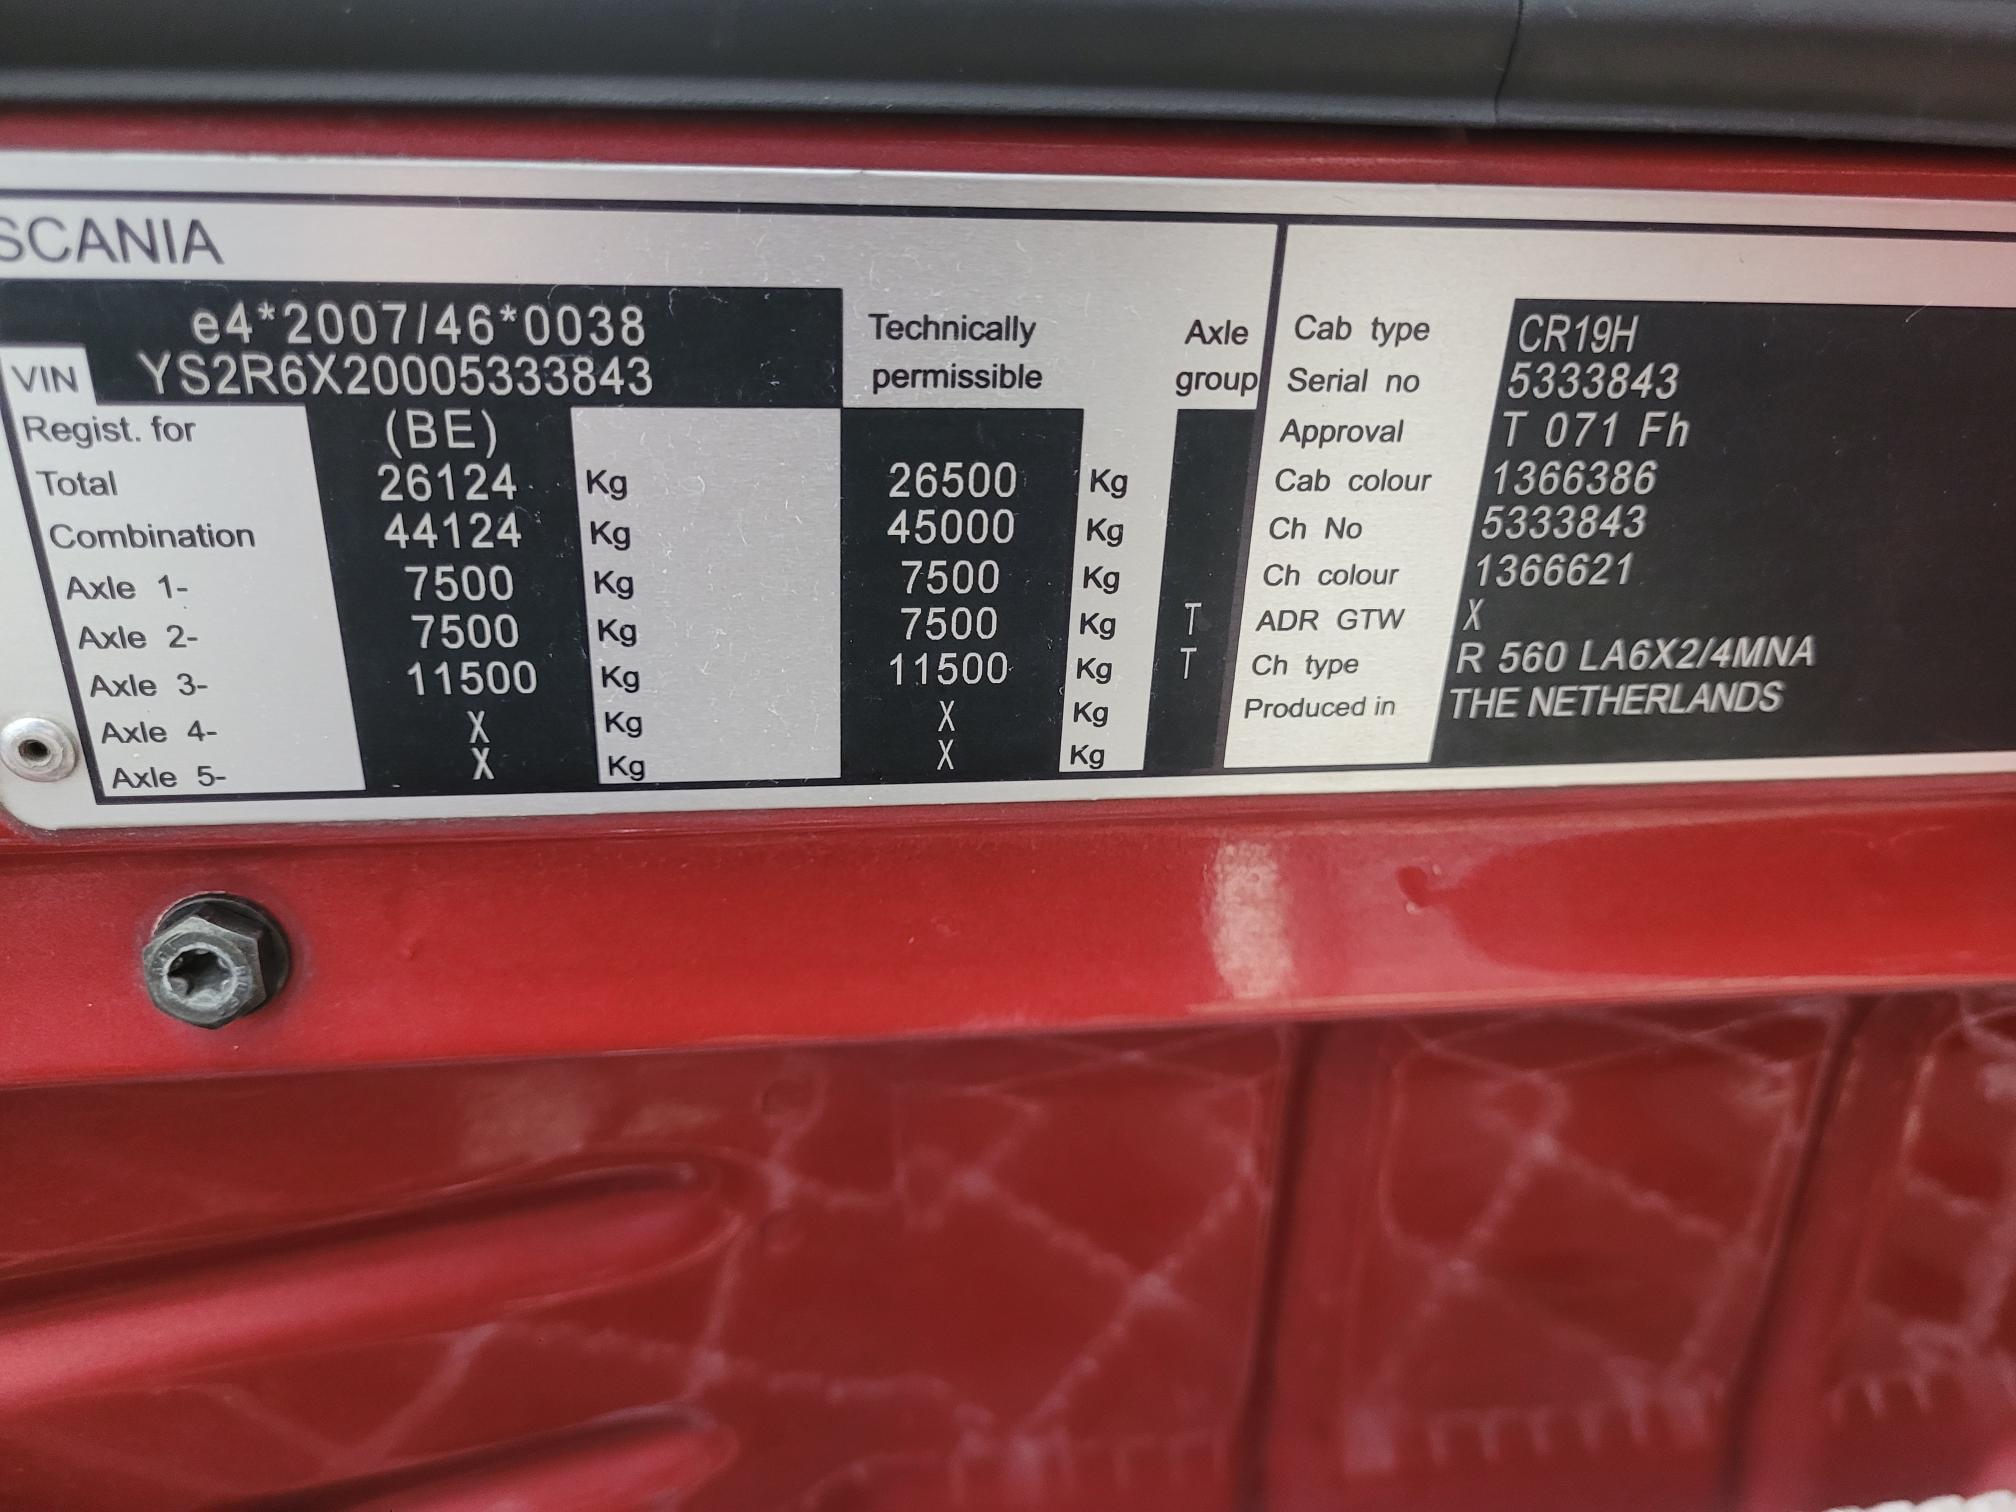 SCANIA
e4*2007/46*0038
VIN YS2R6X20005333843
Technically permissible
Axle group
Regist. for (BE)
Total 26124 Kg 26500 Kg
Combination 44124 Kg 45000 Kg
Axle 1- 7500 Kg 7500 Kg
Axle 2- 7500 Kg 7500 Kg T
Axle 3- 11500 Kg 11500 Kg T
Axle 4- X Kg X Kg
Axle 5- X Kg X Kg
Cab type CR19H
Serial no 5333843
Approval T 071 Fh
Cab colour 1366386
Ch No 5333843
Ch colour 1366621
ADR GTW X
Ch type R 560 LA6X2/4MNA
Produced in THE NETHERLANDS